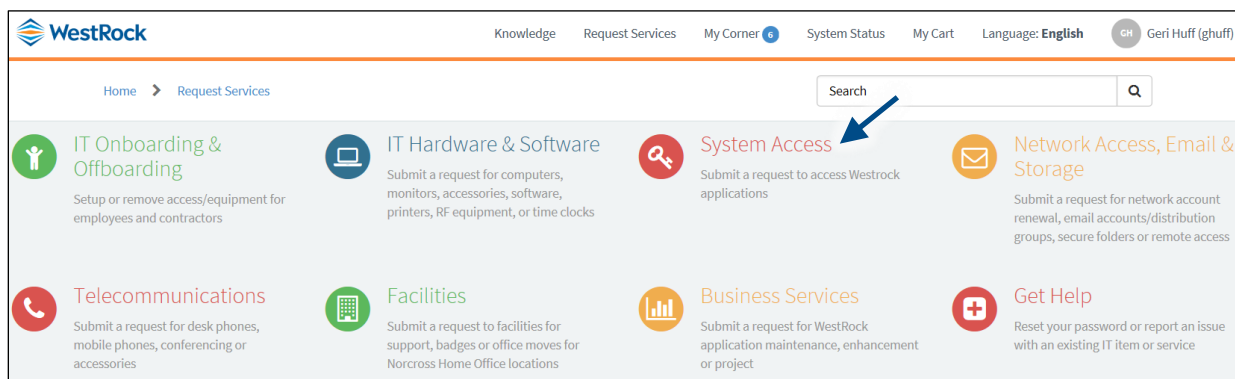 WestRock
Knowledge Request Services My Corner 6 System Status My Cart Language: English GH Geri Huff (ghuff)
Home > Request Services
Search
IT Onboarding &
Offboarding
Setup or remove access/equipment for
employees and contractors
IT Hardware & Software
Submit a request for computers,
monitors, accessories, software,
printers, RF equipment, or time clocks
System Access
Submit a request to access Westrock
applications
Network Access, Email &
Storage
Submit a request for network account
renewal, email accounts/distribution
groups, secure folders or remote access
Telecommunications
Submit a request for desk phones,
mobile phones, conferencing or
accessories
Facilities
Submit a request to facilities for
support, badges or office moves for
Norcross Home Office locations
Business Services
Submit a request for WestRock
application maintenance, enhancement
or project
Get Help
Reset your password or report an issue
with an existing IT item or service